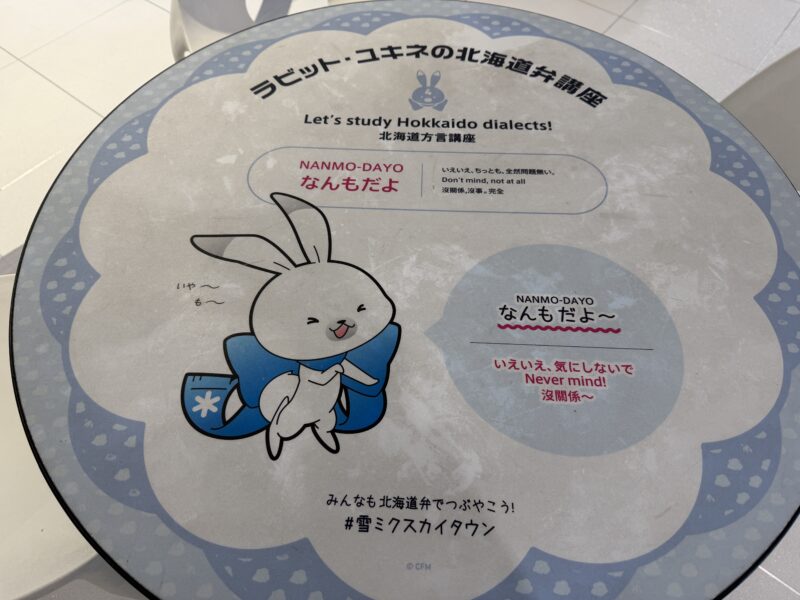 ラビット・ユキネの北海道弁講座
Let's study Hokkaido dialects!
北海道方言講座
NANMO-DAYO
なんもだよ
いえいえ、ちっとも、全然問題無い。
Don't mind, not at all
沒關係,沒事。完全
いや〜
も〜
NANMO-DAYO
なんもだよ〜
いえいえ、気にしないで
Never mind!
沒關係〜
みんなも北海道弁でつぶやこう!
#雪ミクスカイタウン
© CFM